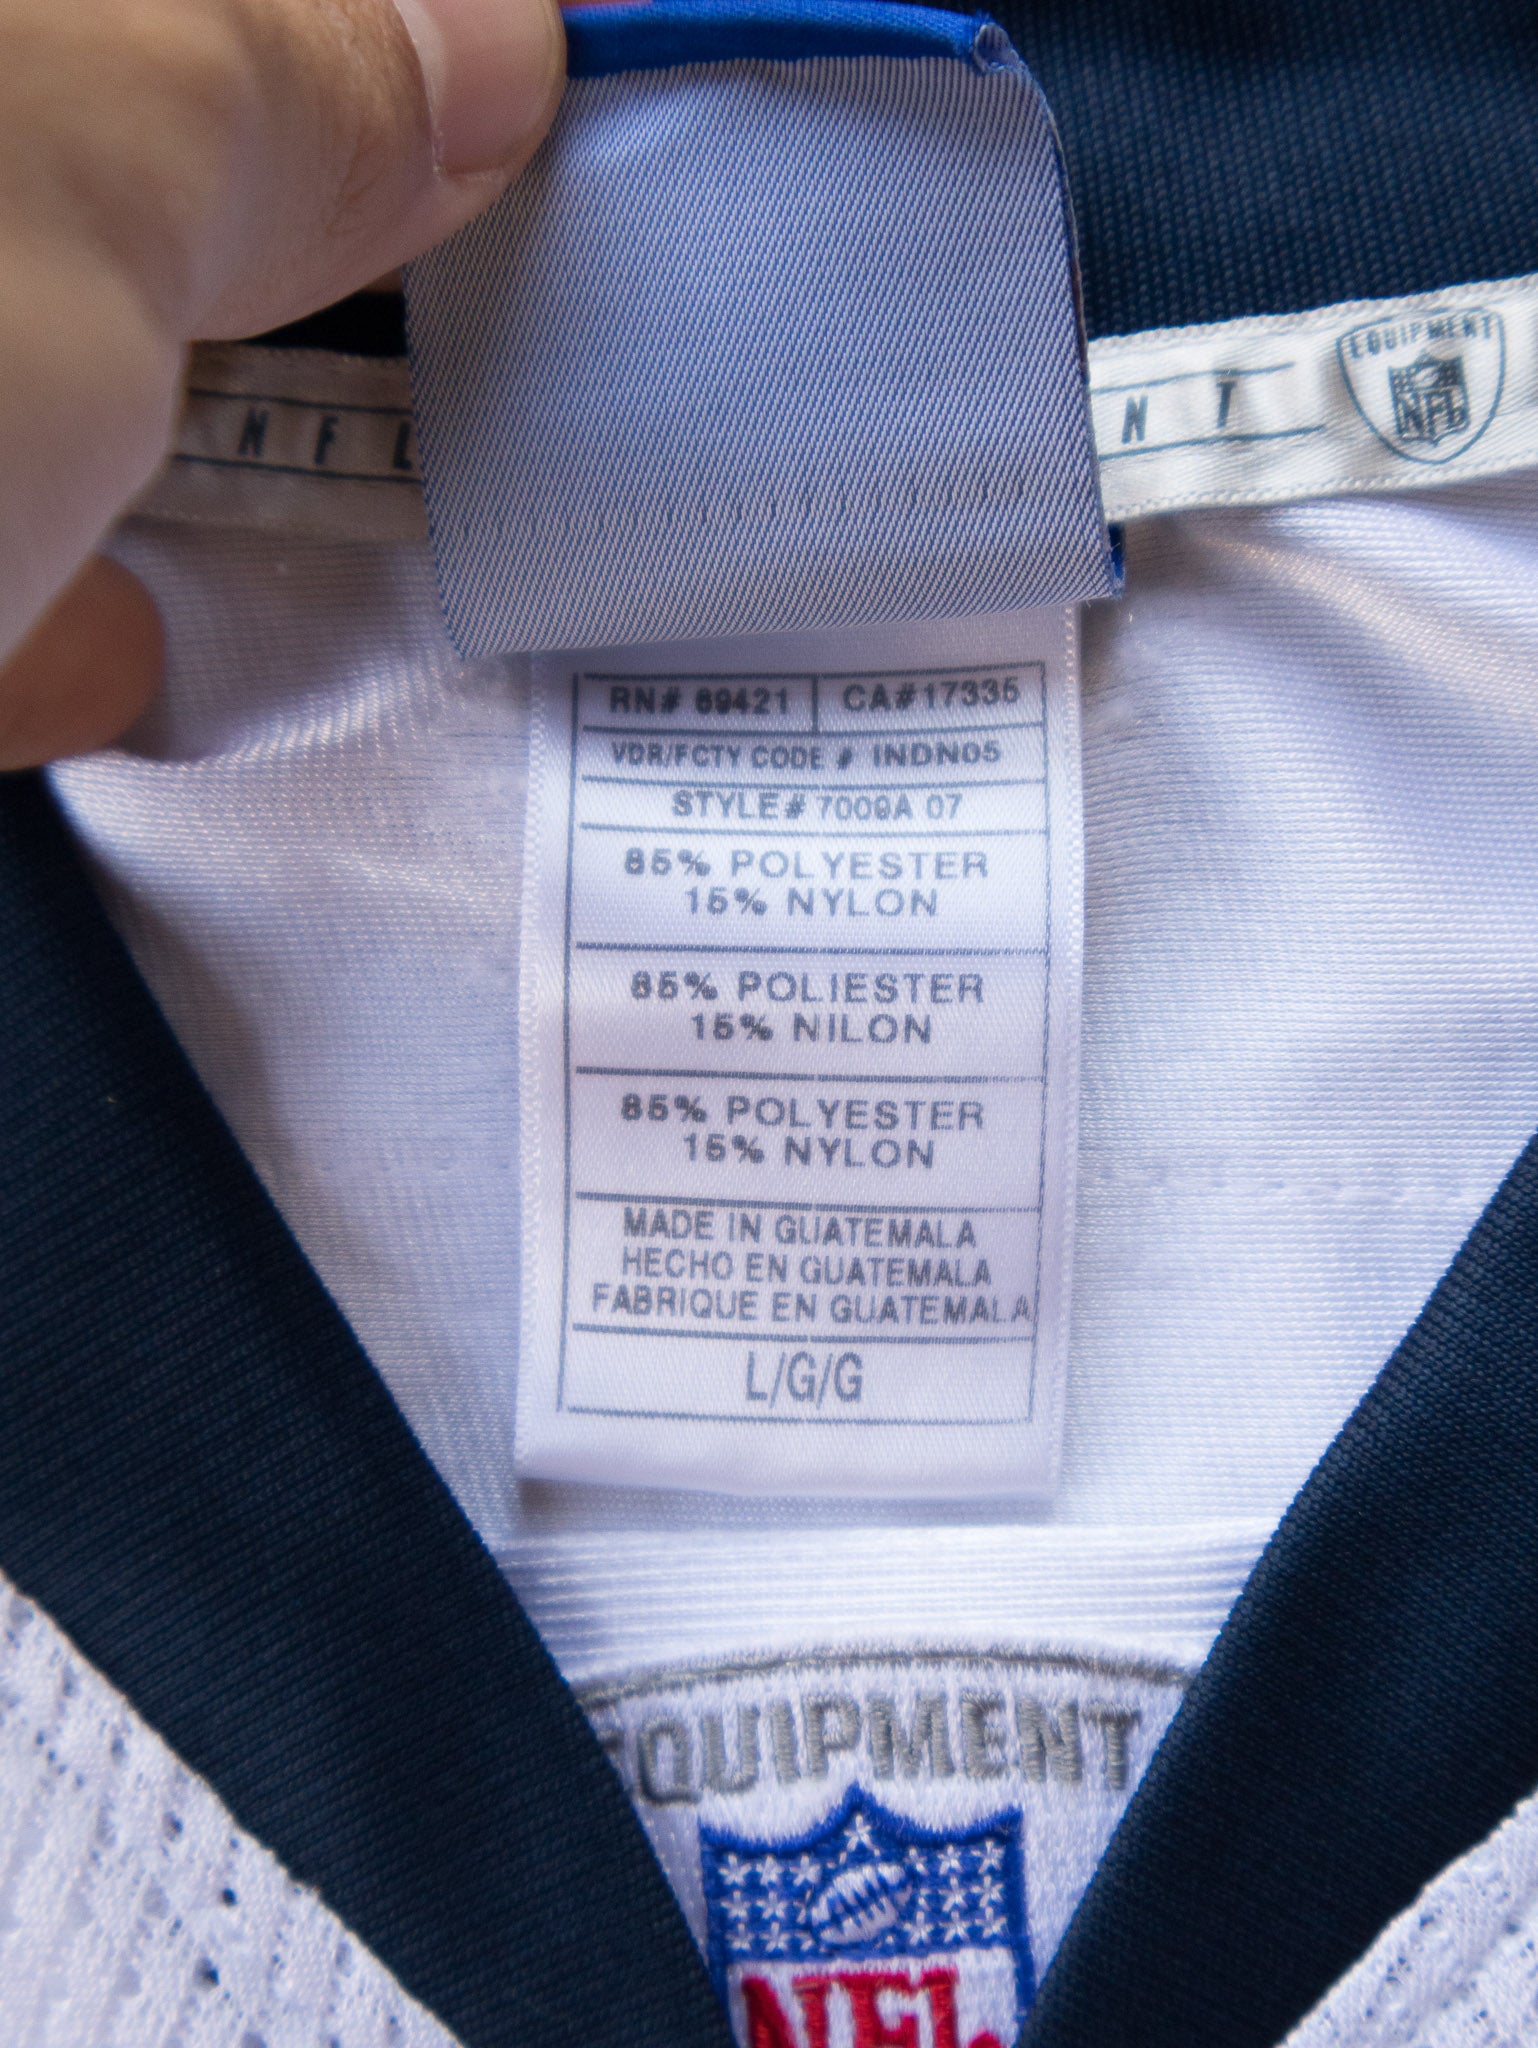 N F L
N T
EQUIPMENT
NFL
RN# 69421 CA#17335
VDR/FCTY CODE # INDN05
STYLE# 7009A 07
85% POLYESTER
15% NYLON
85% POLIESTER
15% NILON
85% POLYESTER
15% NYLON
MADE IN GUATEMALA
HECHO EN GUATEMALA
FABRIQUE EN GUATEMALA
L/G/G
EQUIPMENT
NFL